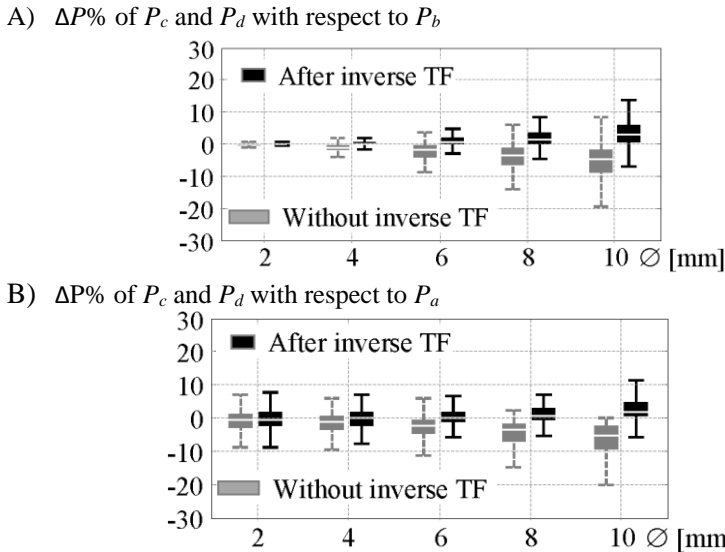 A) ΔP% of Pc and Pd with respect to Pb
30
After inverse TF
20
10
0
-10
-20
Without inverse TF
-30
2 4 6 8 10 ∅ [mm]
B) ΔP% of Pc and Pd with respect to Pa
30
After inverse TF
20
10
0
-10
-20
Without inverse TF
-30
2 4 6 8 10 ∅ [mm